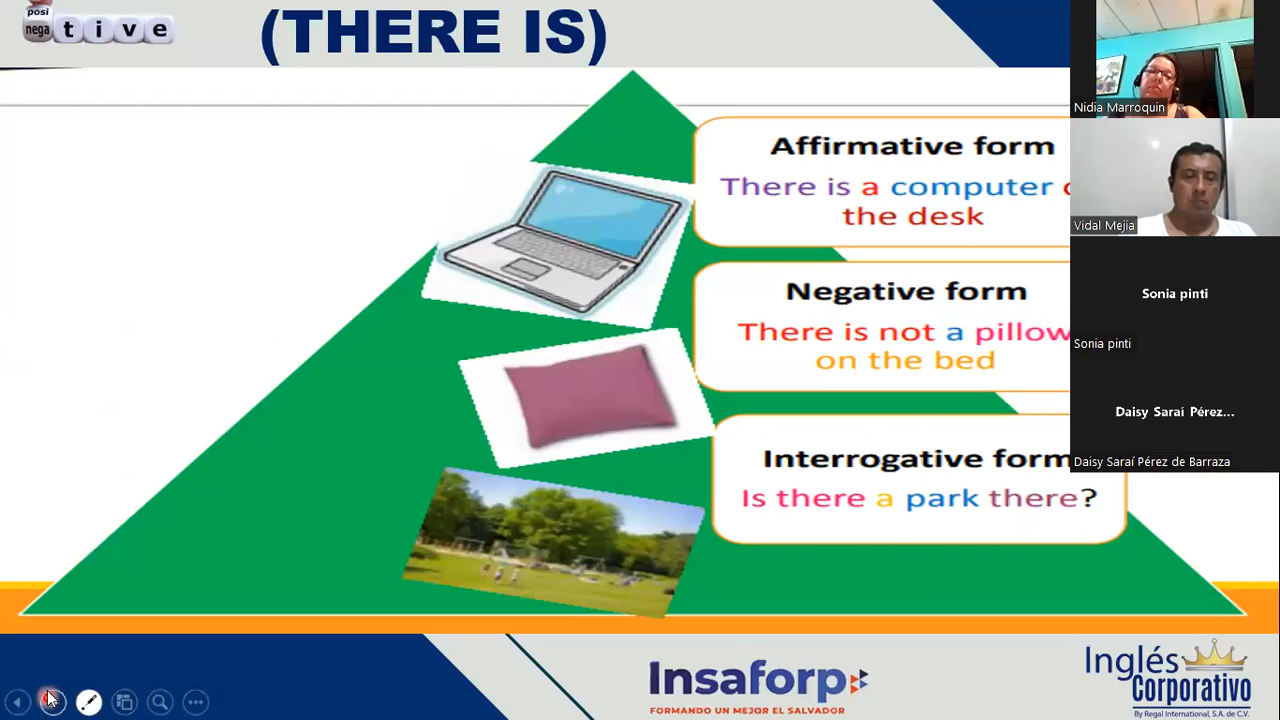 posi
nega tive
(THERE IS)
Affirmative form
There is a computer
the desk
Negative form
There is not a pillow
on the bed
Interrogative form
Is there a park there?
Nidia Marroquin
Vidal Mejia
Sonia pinti
Sonia pinti
Daisy Saraí Pérez...
Daisy Saraí Pérez de Barraza
Insaforp
FORMANDO UN MEJOR EL SALVADOR
Inglés
Corporativo
By Regal International, S.A. de C.V.